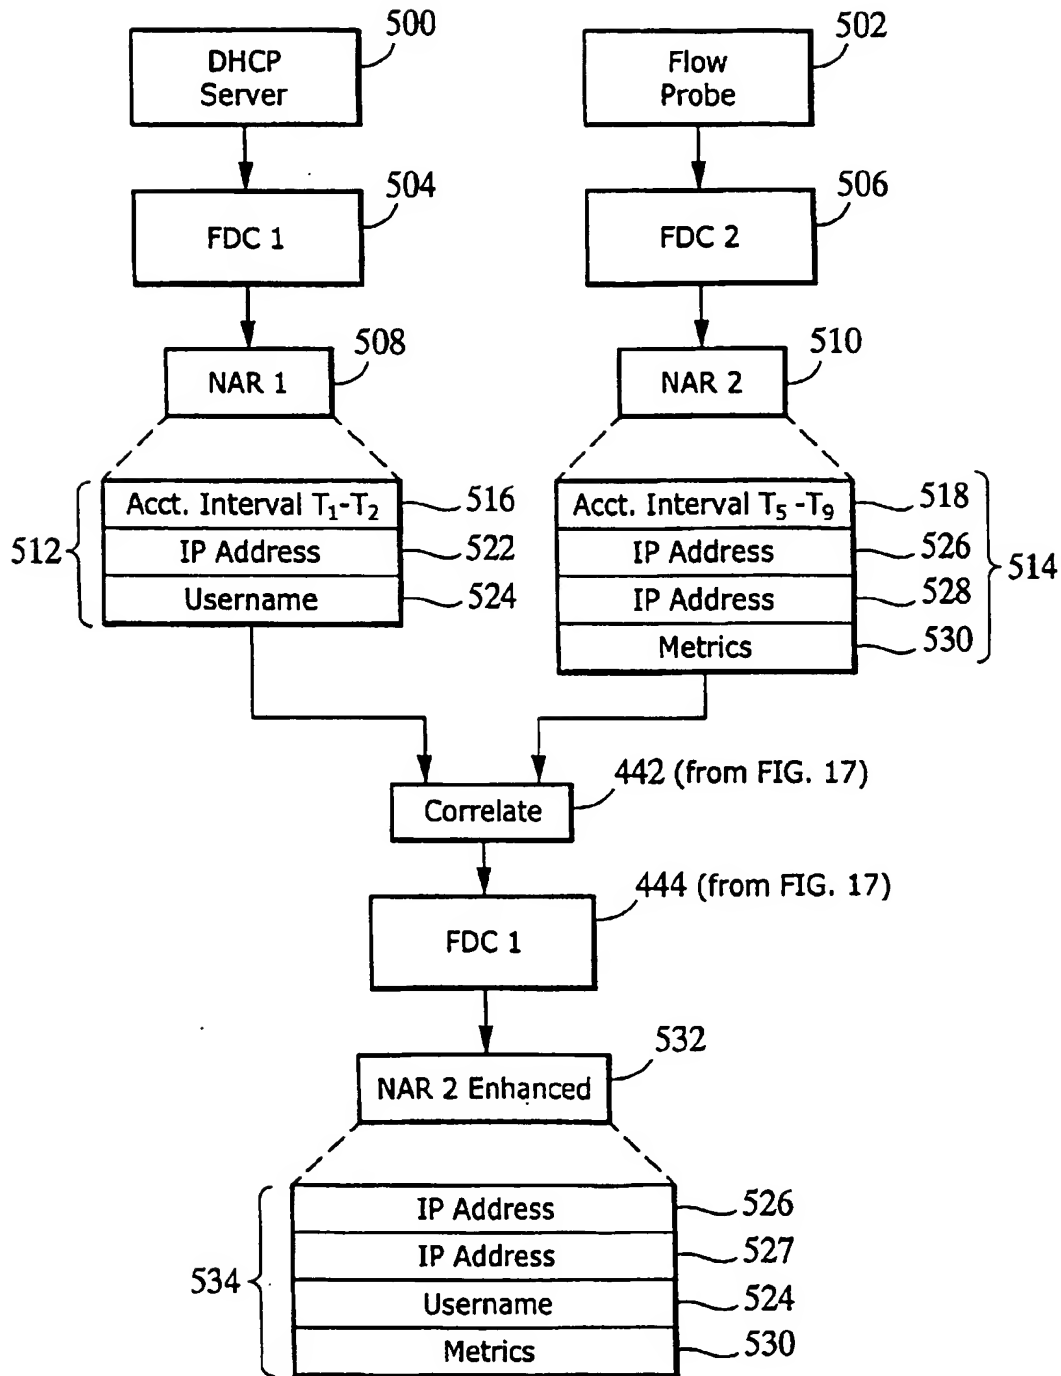 500
DHCP
Server
502
Flow
Probe
504
FDC 1
506
FDC 2
508
NAR 1
510
NAR 2
512
Acct. Interval T₁-T₂
516
IP Address
522
Username
524
Acct. Interval T₅-T₉
518
IP Address
526
IP Address
528
Metrics
530
514
442 (from FIG. 17)
Correlate
444 (from FIG. 17)
FDC 1
532
NAR 2 Enhanced
534
IP Address
526
IP Address
527
Username
524
Metrics
530